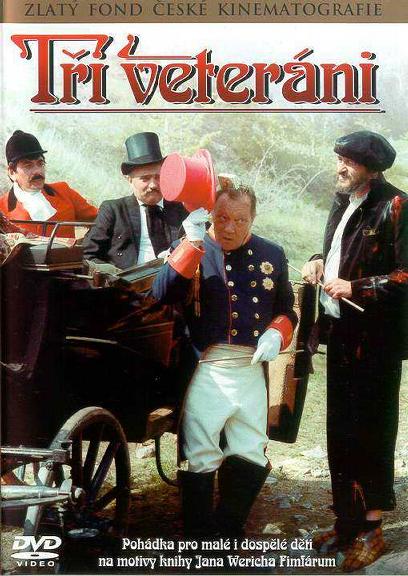 ZLATÝ FOND ČESKÉ KINEMATOGRAFIE
Tři veteráni
DVD
VIDEO
Pohádka pro malé i dospělé děti
na motivy knihy Jana Wericha Fimfárum